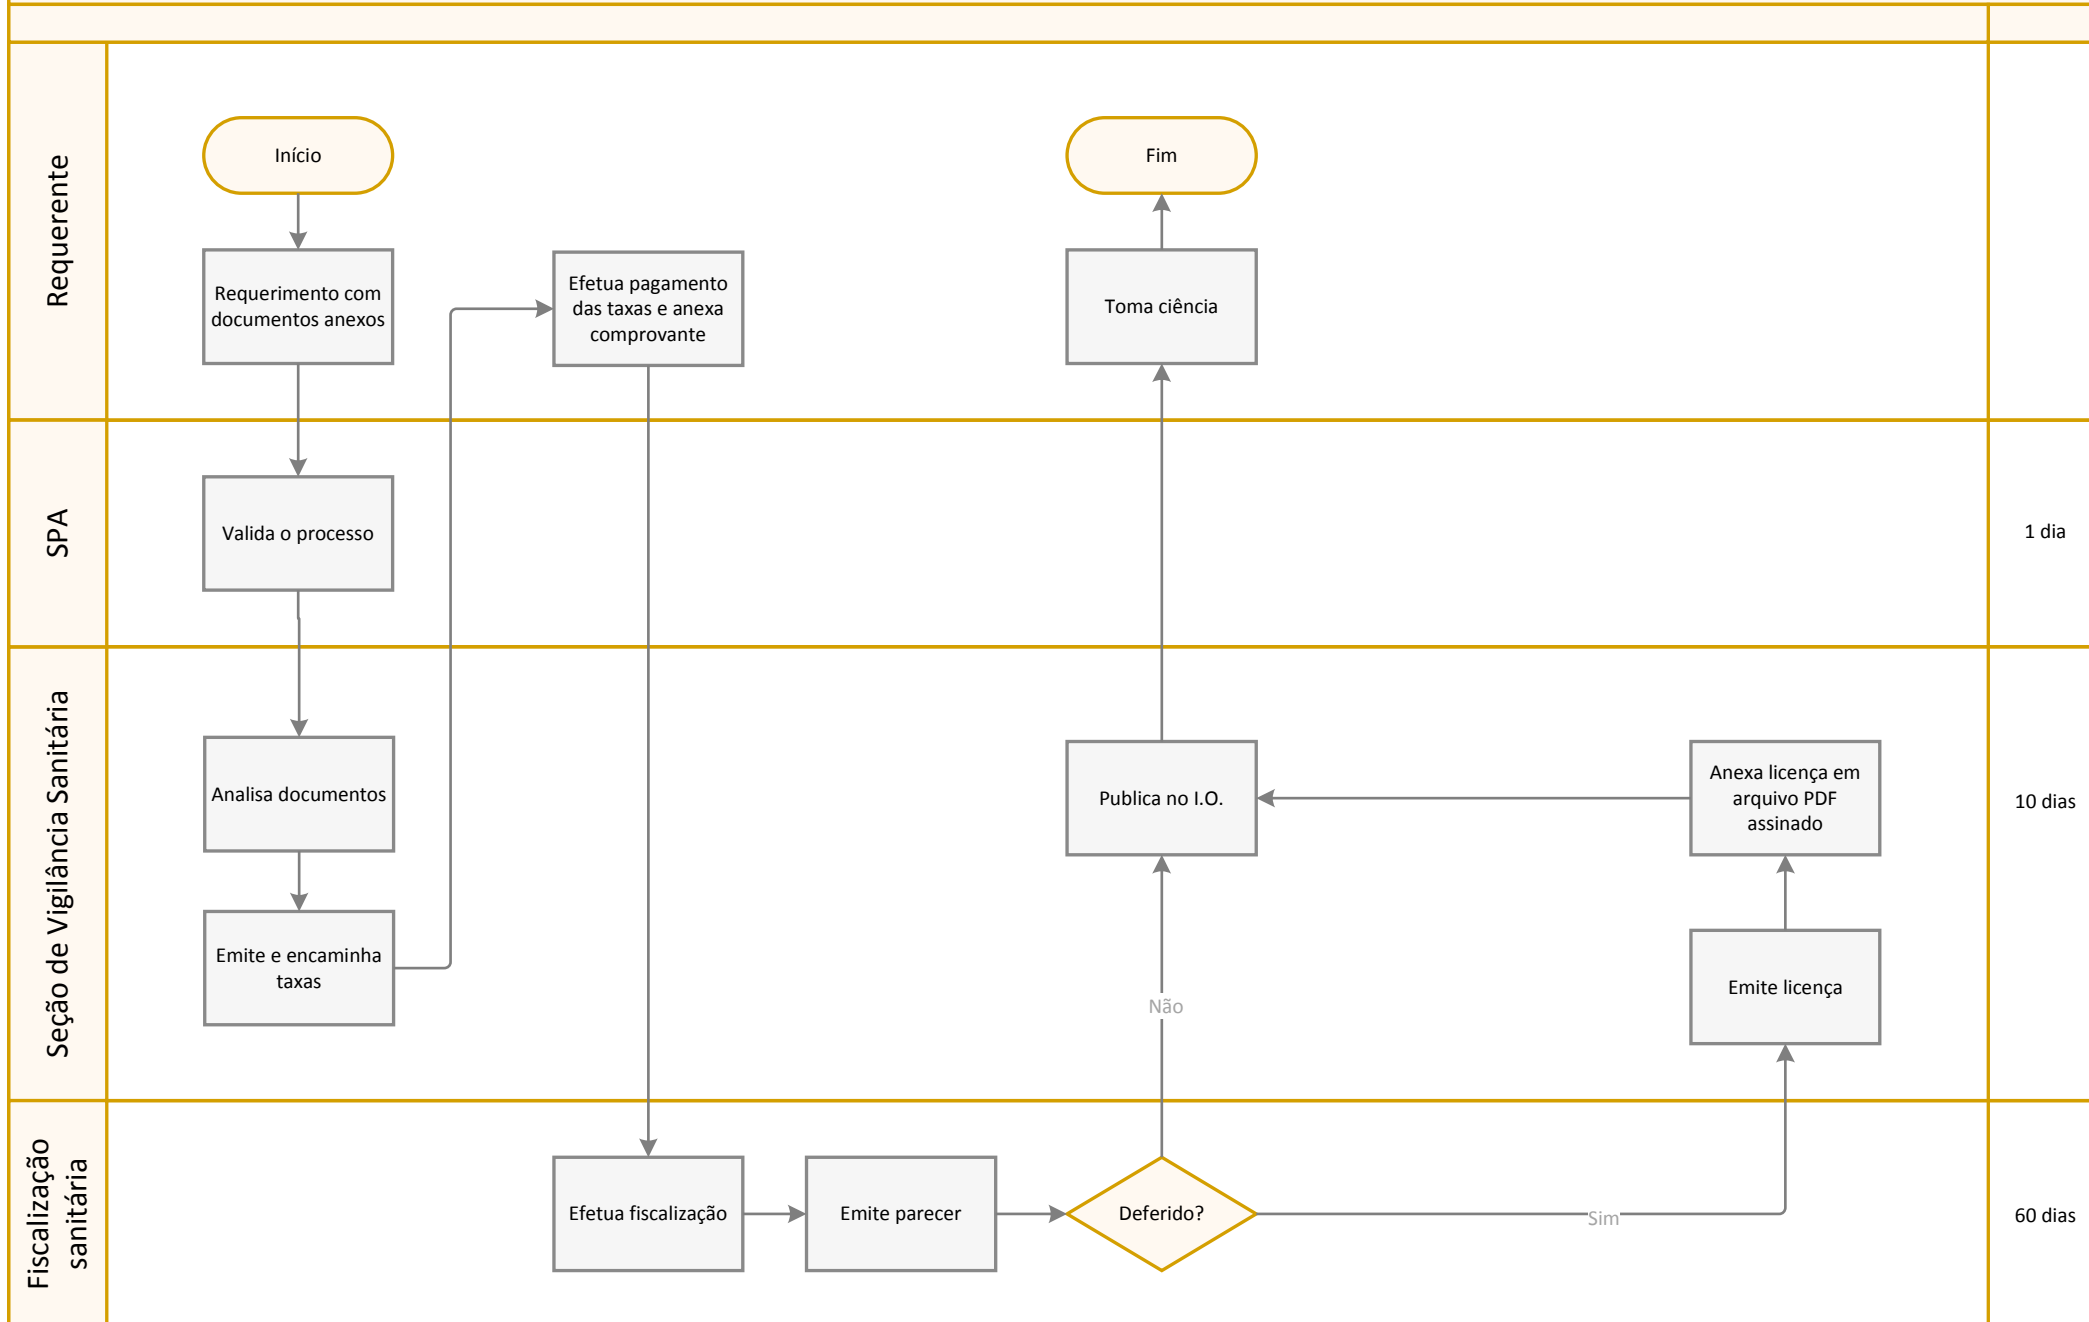 Requerente
Início
Fim
Requerimento com
documentos anexos
Efetua pagamento
das taxas e anexa
comprovante
Toma ciência
SPA
Valida o processo
1 dia
Seção de Vigilância Sanitária
Analisa documentos
Publica no I.O.
Anexa licença em
arquivo PDF
assinado
10 dias
Emite e encaminha
taxas
Emite licença
Não
Fiscalização
sanitária
Efetua fiscalização
Emite parecer
Deferido?
Sim
60 dias